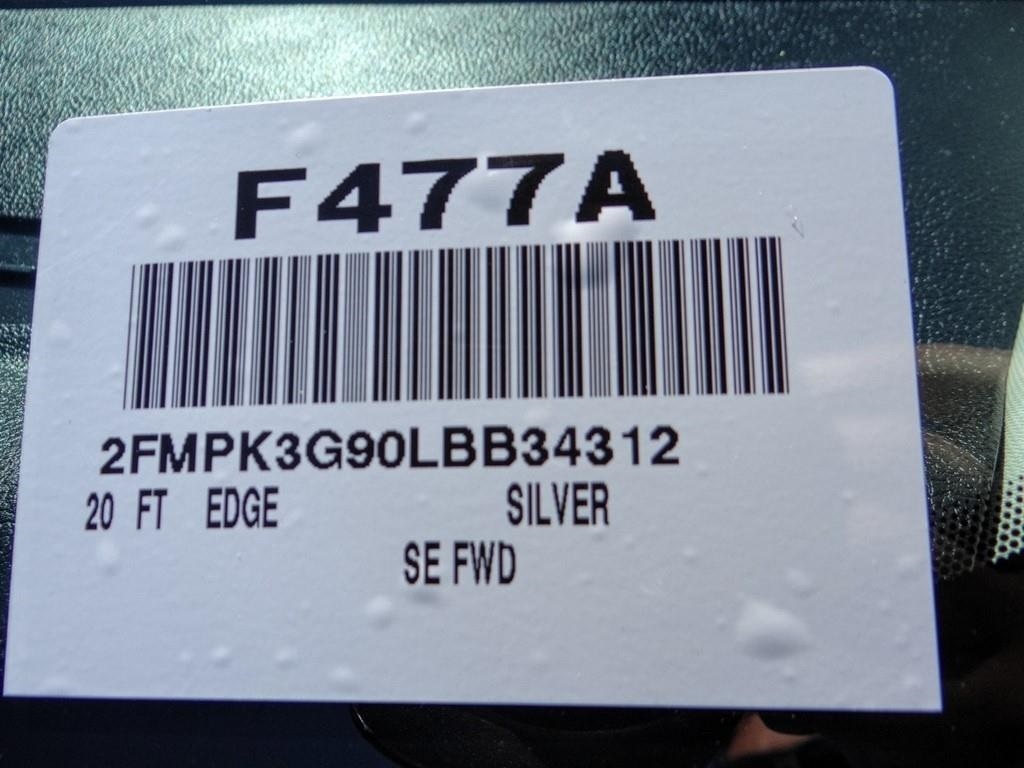 F477A
2FMPK3G90LBB34312
20 FT EDGE SILVER
SE FWD